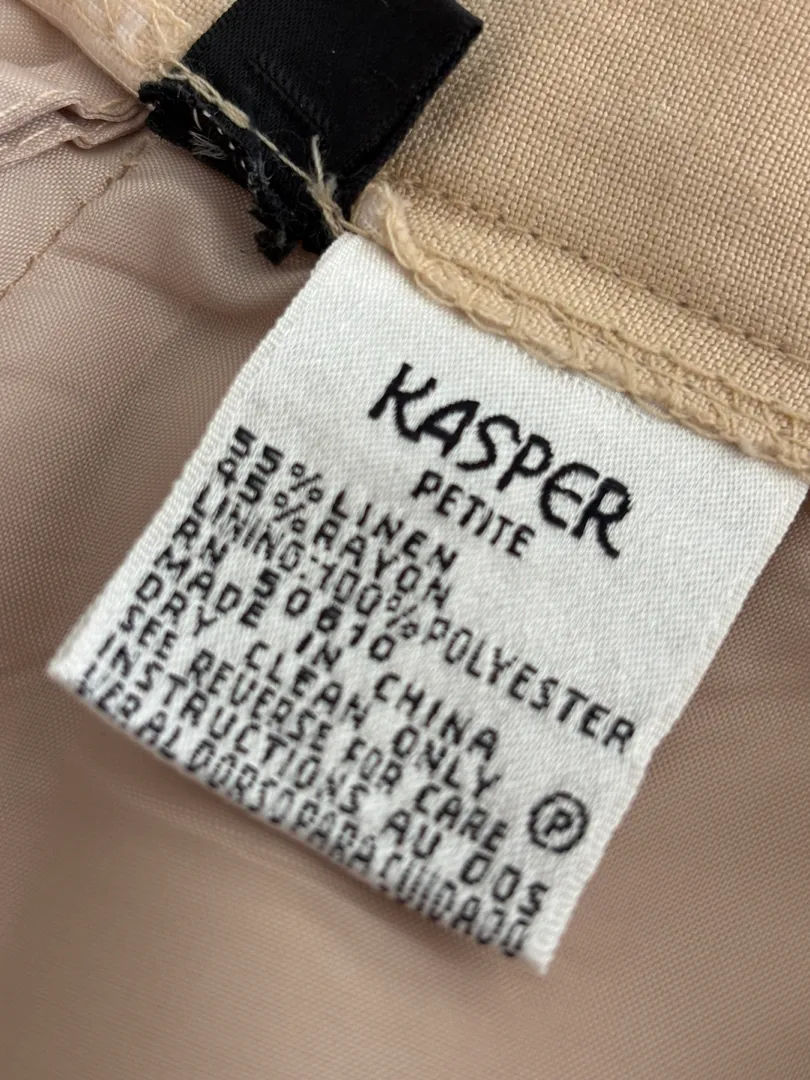 KASPER
PETITE
55% LINEN
45% RAYON
LINING:100% POLYESTER
RN 50610
MADE IN CHINA
DRY CLEAN ONLY Ⓟ
SEE REVERSE FOR CARE
INSTRUCTIONS AU DOS
VER AL DORSO PARA CUIDADO